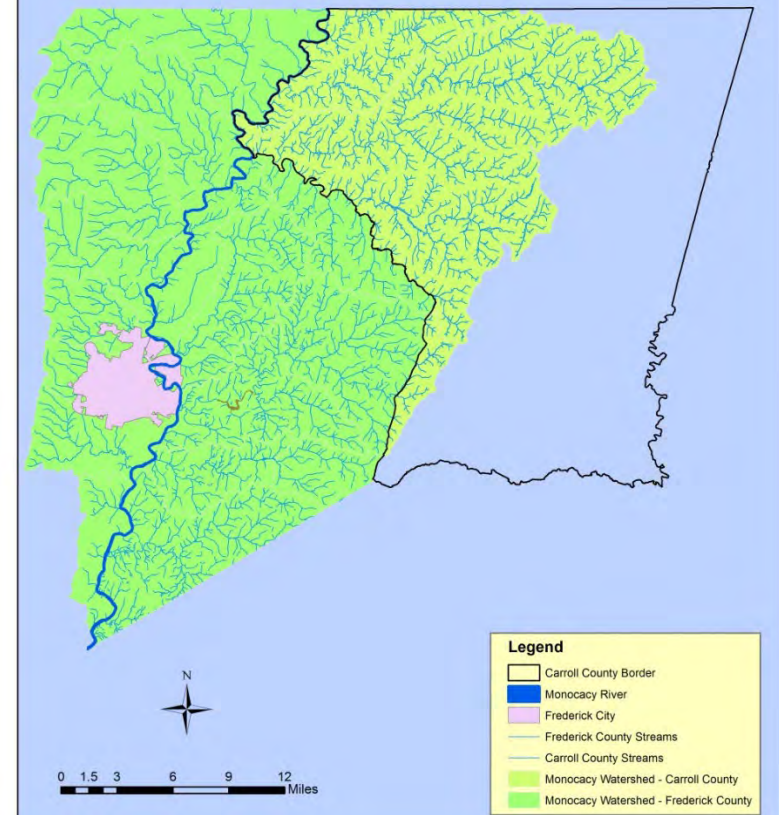 N
0 1.5 3 6 9 12
Miles
Legend
Carroll County Border
Monocacy River
Frederick City
Frederick County Streams
Carroll County Streams
Monocacy Watershed - Carroll County
Monocacy Watershed - Frederick County